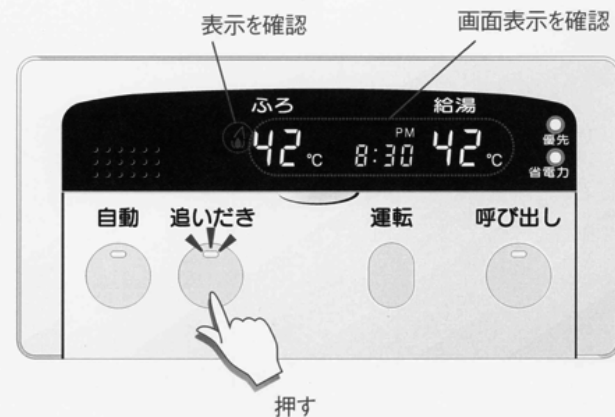 表示を確認
画面表示を確認
ふろ
給湯
42℃
PM
8:30
42℃
優先
省電力
自動
追いだき
運転
呼び出し
押す